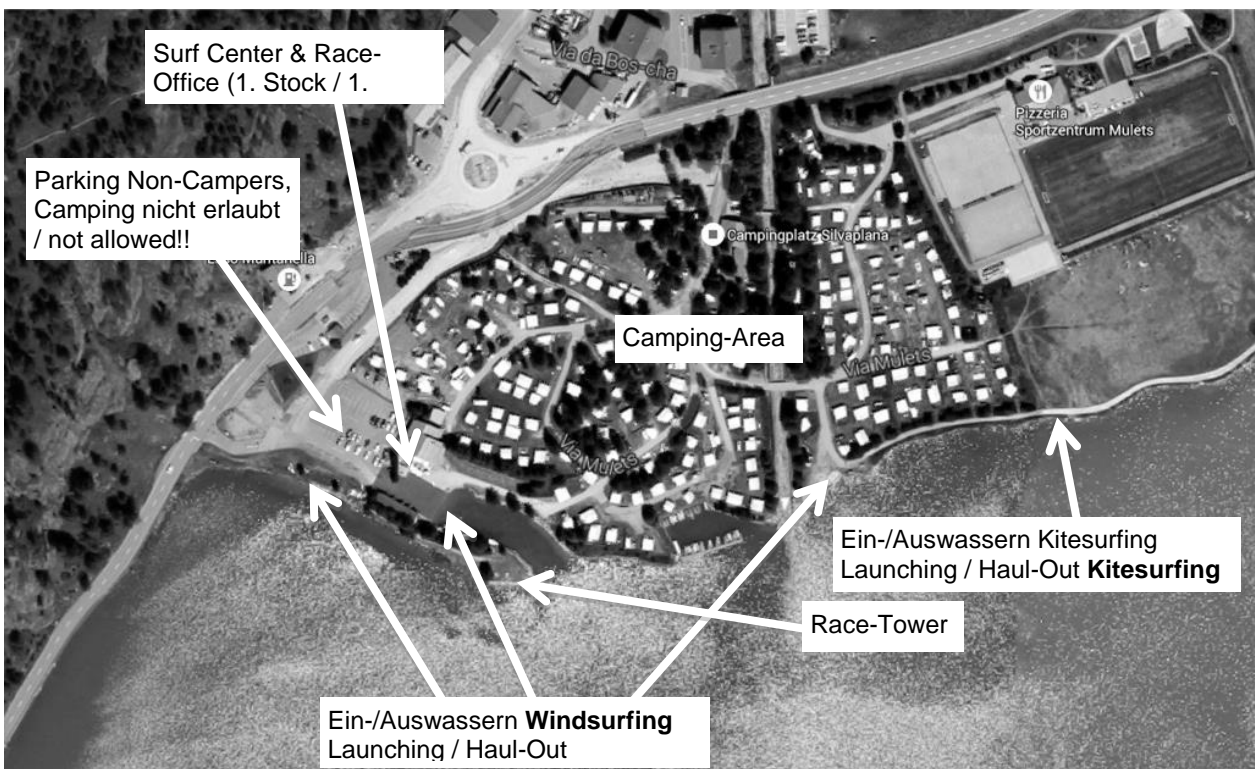 Surf Center & Race-
Office (1. Stock / 1.
Via da Bos-cha
Pizzeria
Sportzentrum Mulets
Parking Non-Campers,
Camping nicht erlaubt
/ not allowed!!
Campingplatz Silvaplana
Camping-Area
Via Mulets
Via Mulets
Ein-/Auswassern Kitesurfing
Launching / Haul-Out Kitesurfing
Race-Tower
Ein-/Auswassern Windsurfing
Launching / Haul-Out